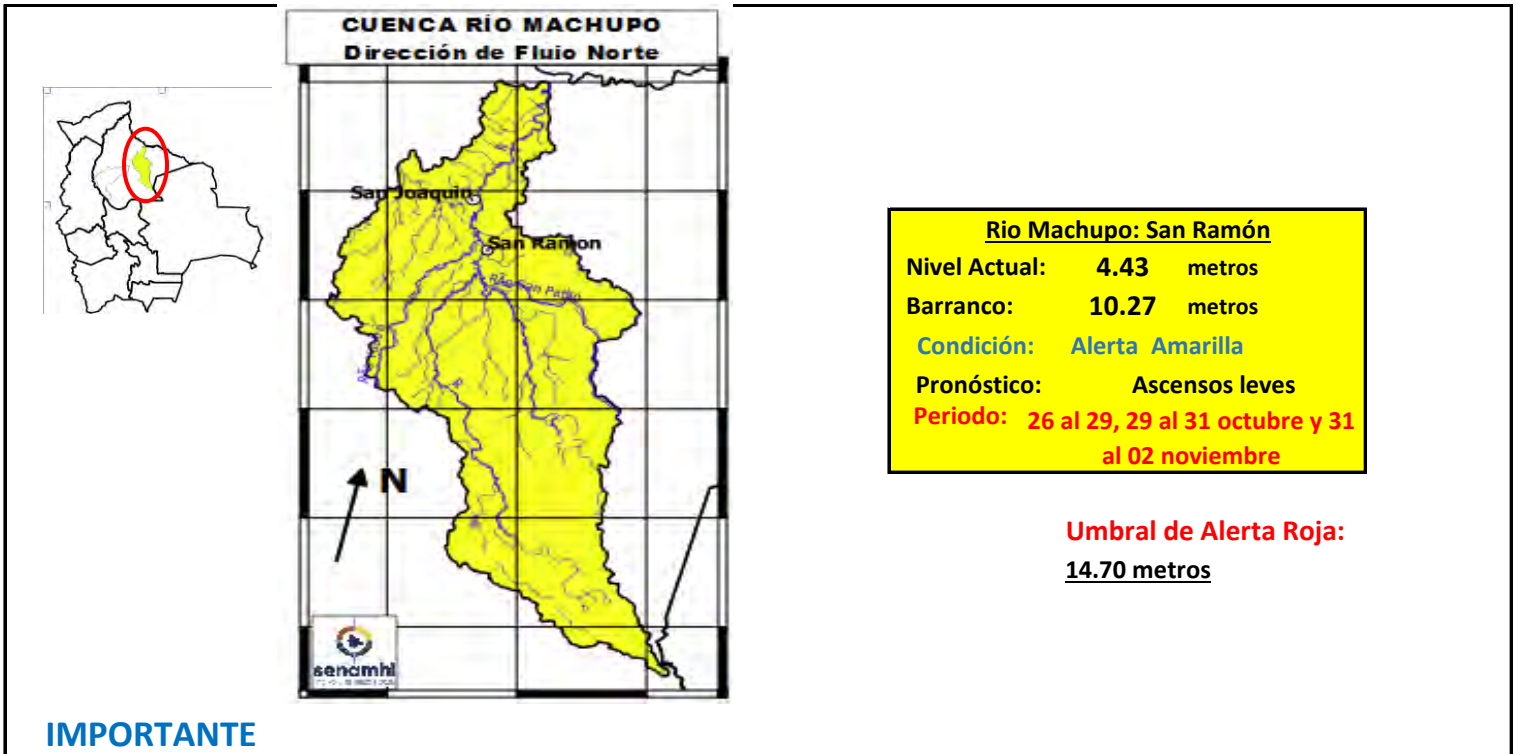 CUENCA RÍO MACHUPO
Dirección de Flujo Norte
San Joaquin
San Ramon
N
senamhi
Rio Machupo: San Ramón
Nivel Actual: 4.43 metros
Barranco: 10.27 metros
Condición: Alerta Amarilla
Pronóstico: Ascensos leves
Periodo: 26 al 29, 29 al 31 octubre y 31
al 02 noviembre
Umbral de Alerta Roja:
14.70 metros
IMPORTANTE